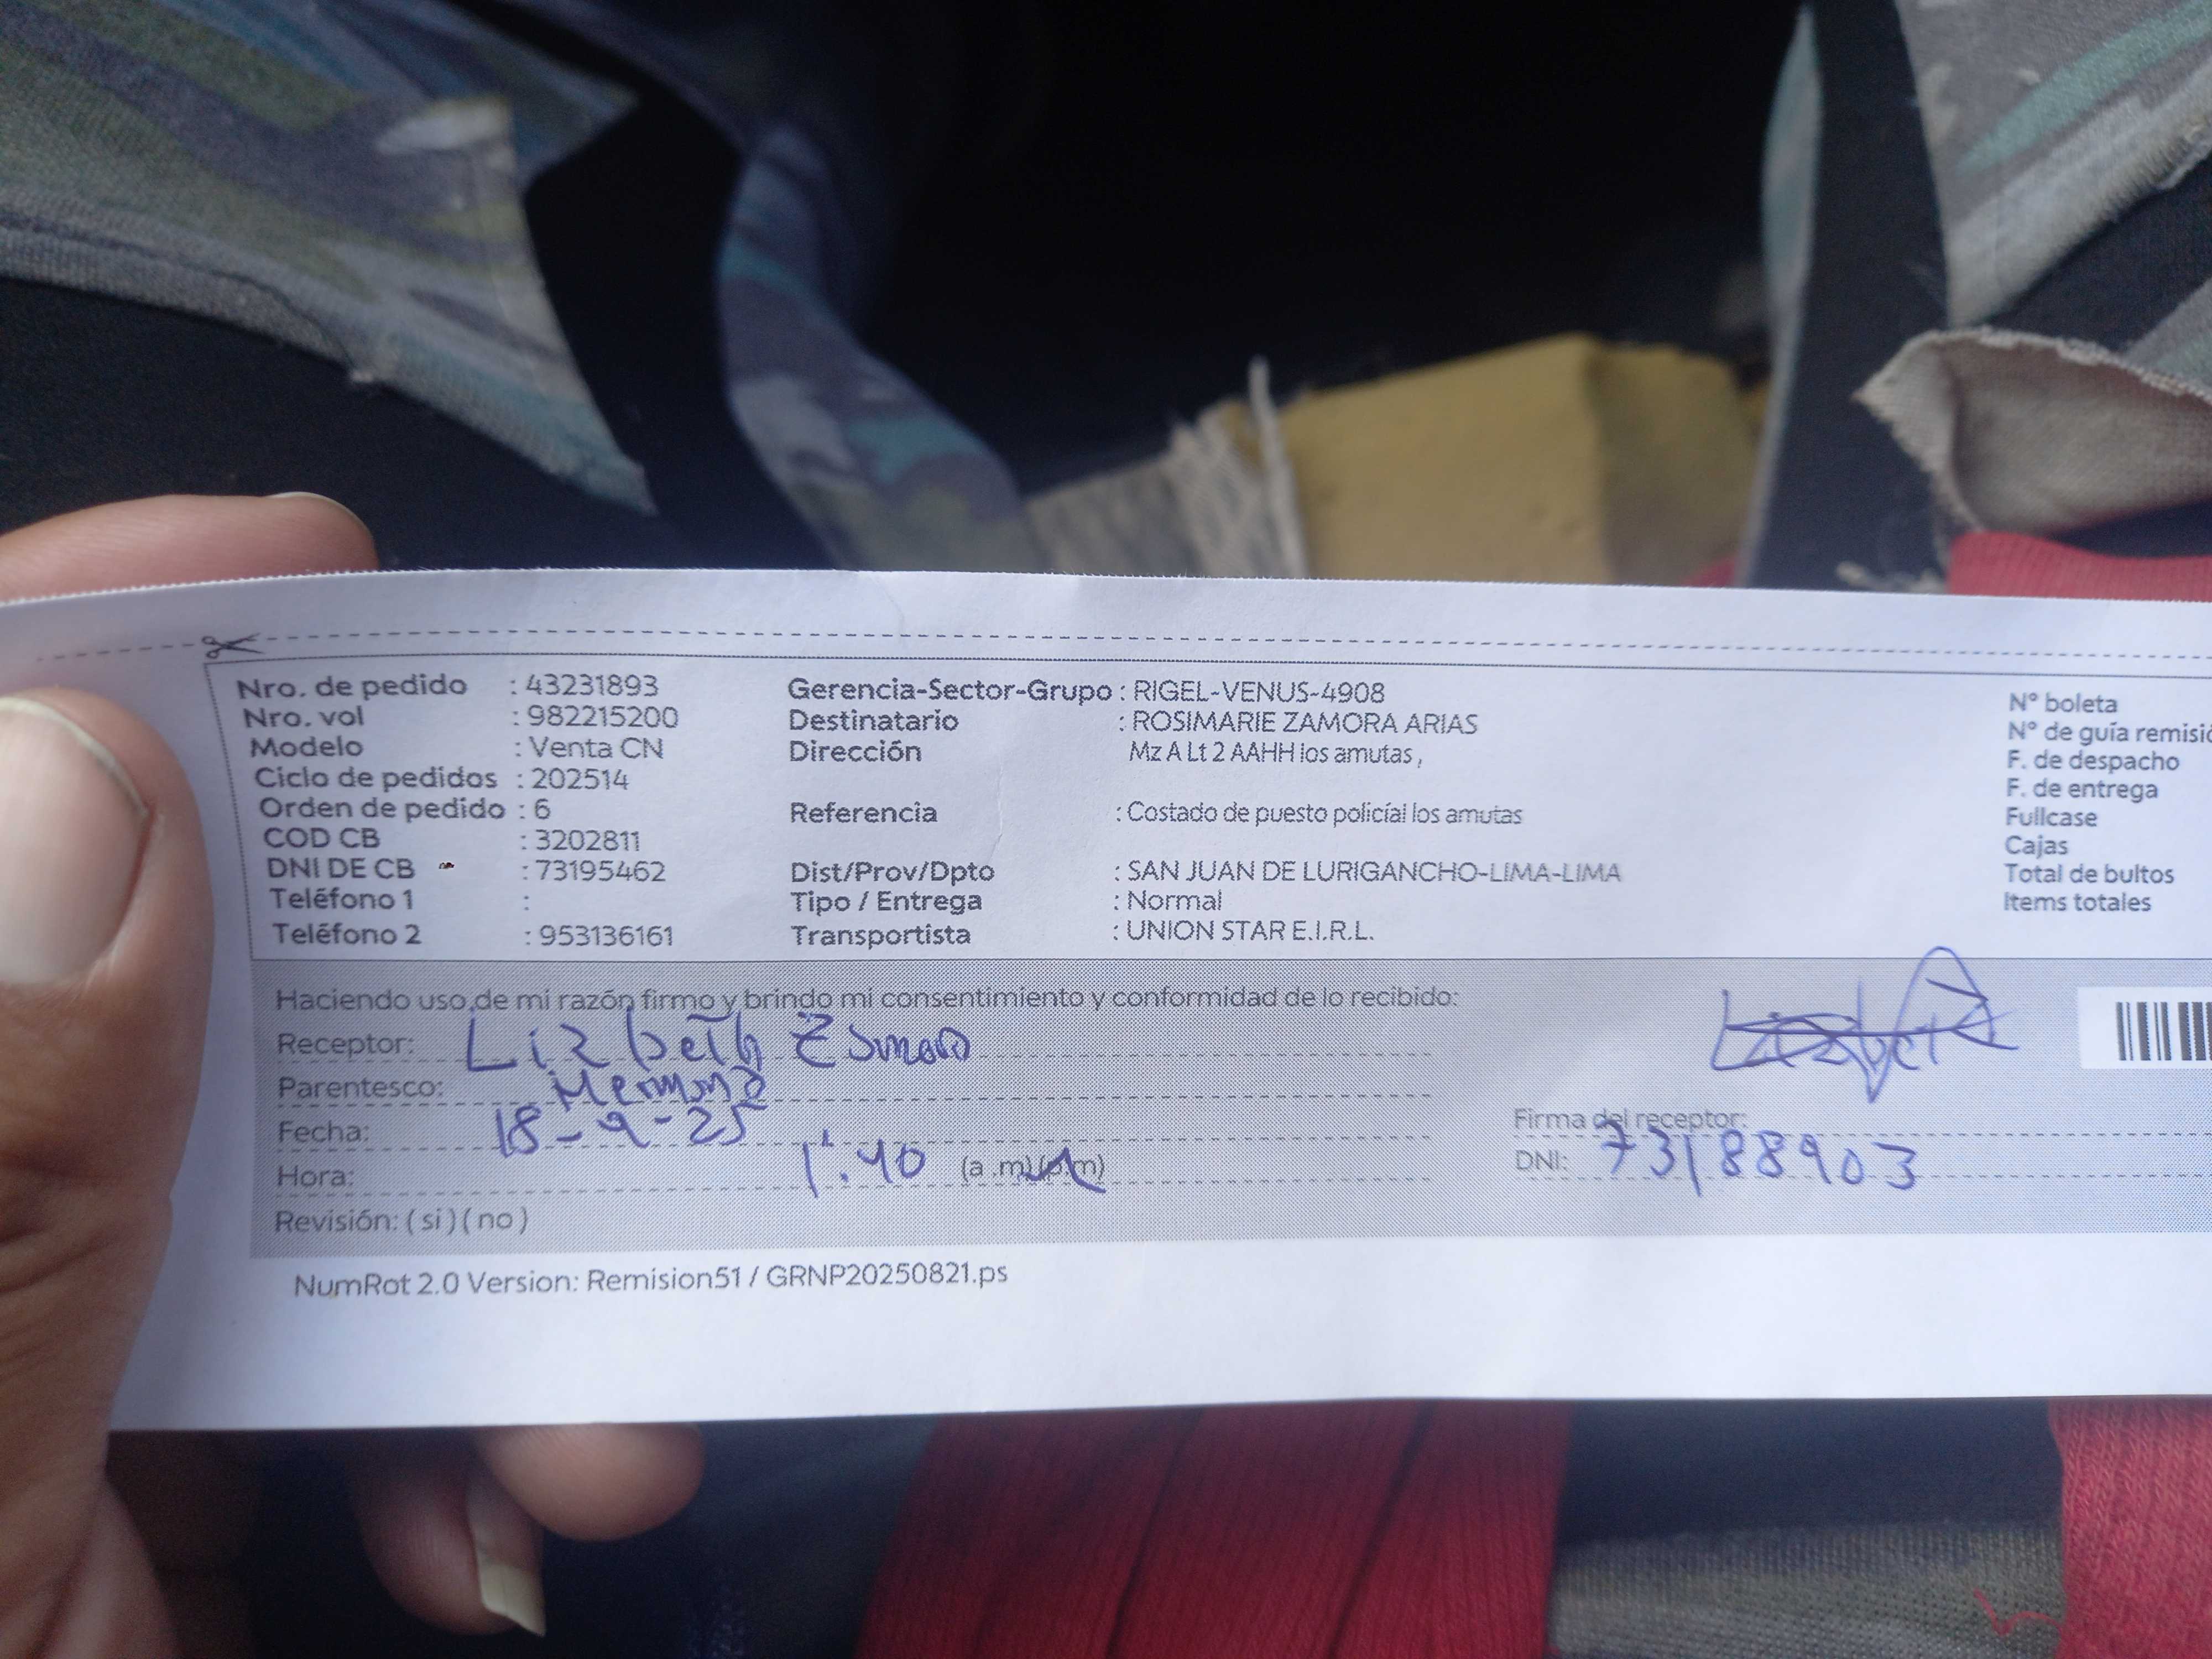 Nro. de pedido : 43231893
Nro. vol : 982215200
Modelo : Venta CN
Ciclo de pedidos : 202514
Orden de pedido : 6
COD CB : 3202811
DNI DE CB : 73195462
Teléfono 1 :
Teléfono 2 : 953136161
Gerencia-Sector-Grupo : RIGEL-VENUS-4908
Destinatario : ROSIMARIE ZAMORA ARIAS
Dirección Mz A Lt 2 AAHH los amutas ,
Referencia : Costado de puesto policíal los amutas
Dist/Prov/Dpto : SAN JUAN DE LURIGANCHO-LIMA-LIMA
Tipo / Entrega : Normal
Transportista : UNION STAR E.I.R.L.
N° boleta
N° de guía remisió
F. de despacho
F. de entrega
Fullcase
Cajas
Total de bultos
Items totales
Haciendo uso de mi razón firmo y brindo mi consentimiento y conformidad de lo recibido:
Receptor: Lizbeth
Parentesco: Hermana
Fecha: 18-9-25
Hora: 1:40 (a .m)(p.m)
Revisión: ( si ) ( no )
Firma del receptor:
DNI: 73188903
NumRot 2.0 Version: Remision51 / GRNP20250821.ps